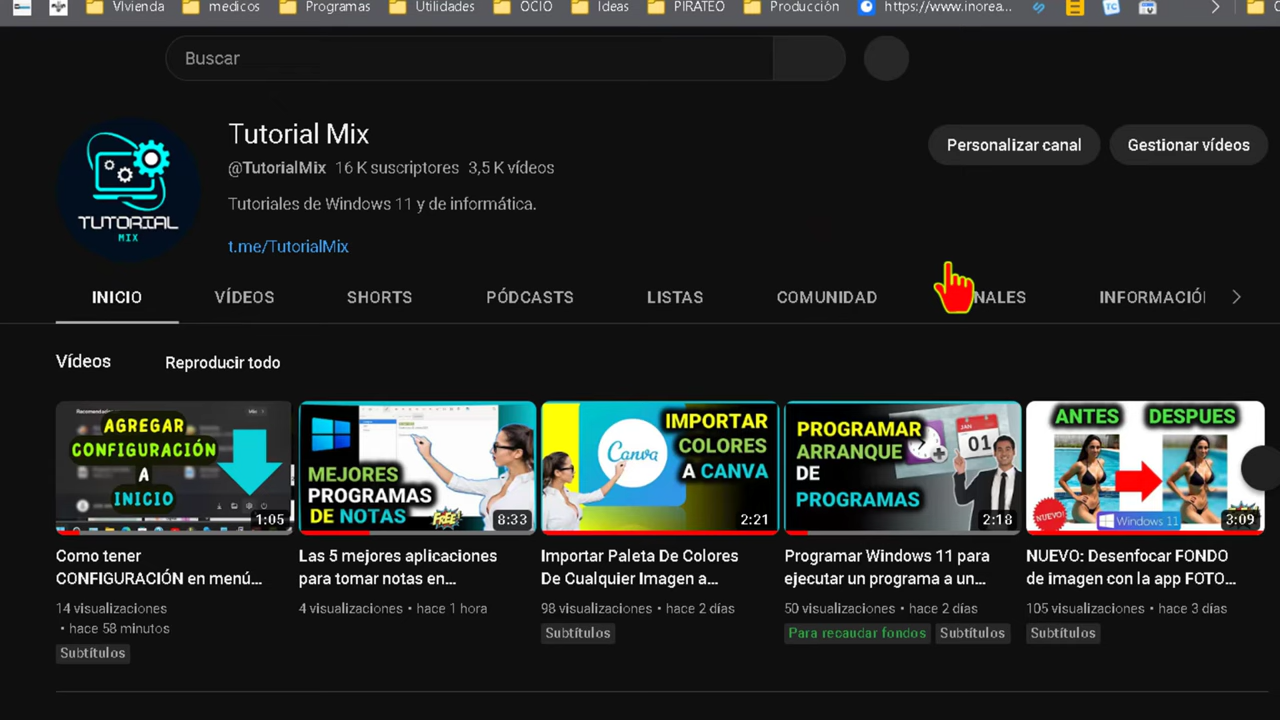 VIvienda
medicos
Programas
Utilidades
OCIO
Ideas
PIRATEO
Producción
https://www.inorea...
TC
Buscar
TUTORIAL
MIX
Tutorial Mix
@TutorialMix 16 K suscriptores 3,5 K vídeos
Tutoriales de Windows 11 y de informática.
t.me/TutorialMix
Personalizar canal
Gestionar vídeos
INICIO
VÍDEOS
SHORTS
PÓDCASTS
LISTAS
COMUNIDAD
NALES
INFORMACIÓ
Vídeos
Reproducir todo
AGREGAR
CONFIGURACIÓN
A
INICIO
1:05
Como tener
CONFIGURACIÓN en menú...
14 visualizaciones
• hace 58 minutos
Subtítulos
MEJORES
PROGRAMAS
DE NOTAS
FREE!
8:33
Las 5 mejores aplicaciones
para tomar notas en...
4 visualizaciones • hace 1 hora
IMPORTAR
COLORES
A CANVA
Canva
2:21
Importar Paleta De Colores
De Cualquier Imagen a...
98 visualizaciones • hace 2 días
Subtítulos
PROGRAMAR
ARRANQUE
DE
PROGRAMAS
JAN
01
2:18
Programar Windows 11 para
ejecutar un programa a un...
50 visualizaciones • hace 2 días
Para recaudar fondos
Subtítulos
ANTES
DESPUES
NUEVO!
Windows 11
3:09
NUEVO: Desenfocar FONDO
de imagen con la app FOTO...
105 visualizaciones • hace 3 días
Subtítulos